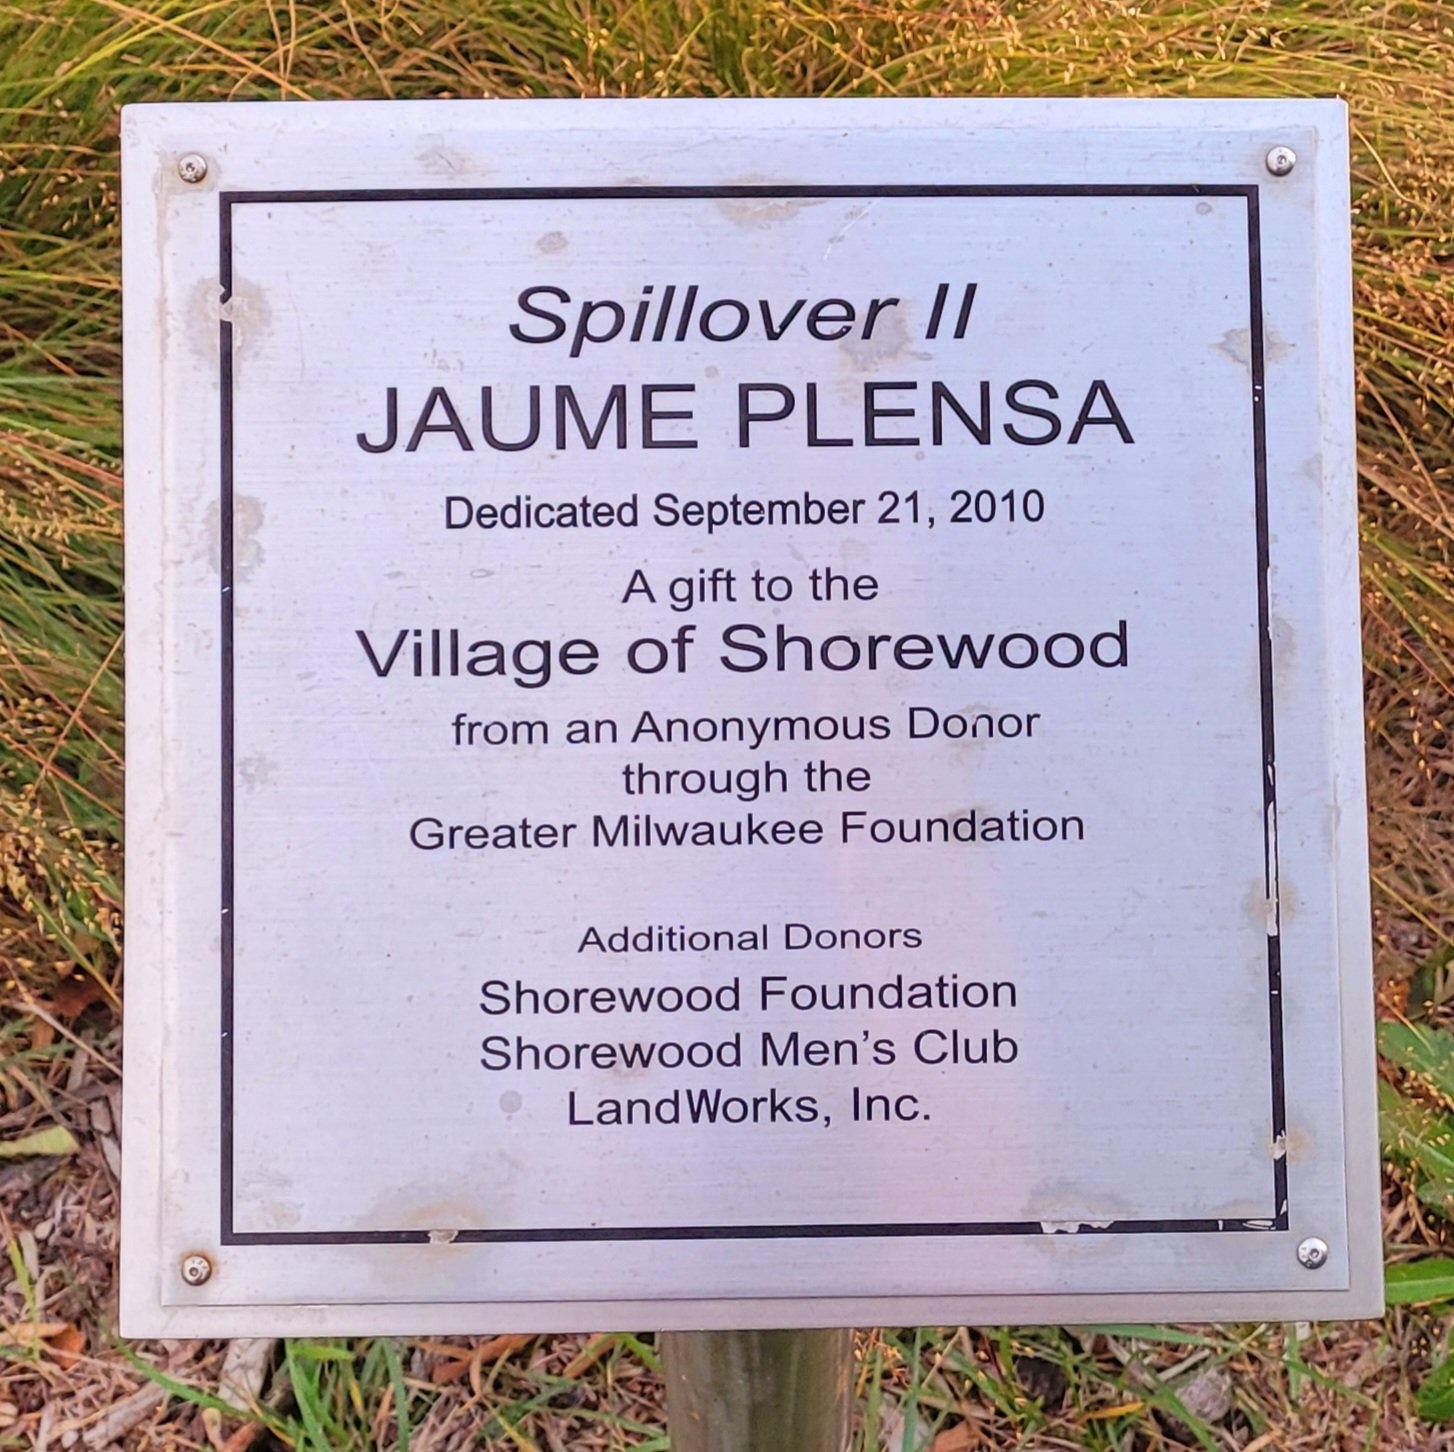 Spillover II
JAUME PLENSA
Dedicated September 21, 2010
A gift to the
Village of Shorewood
from an Anonymous Donor
through the
Greater Milwaukee Foundation
Additional Donors
Shorewood Foundation
Shorewood Men’s Club
LandWorks, Inc.